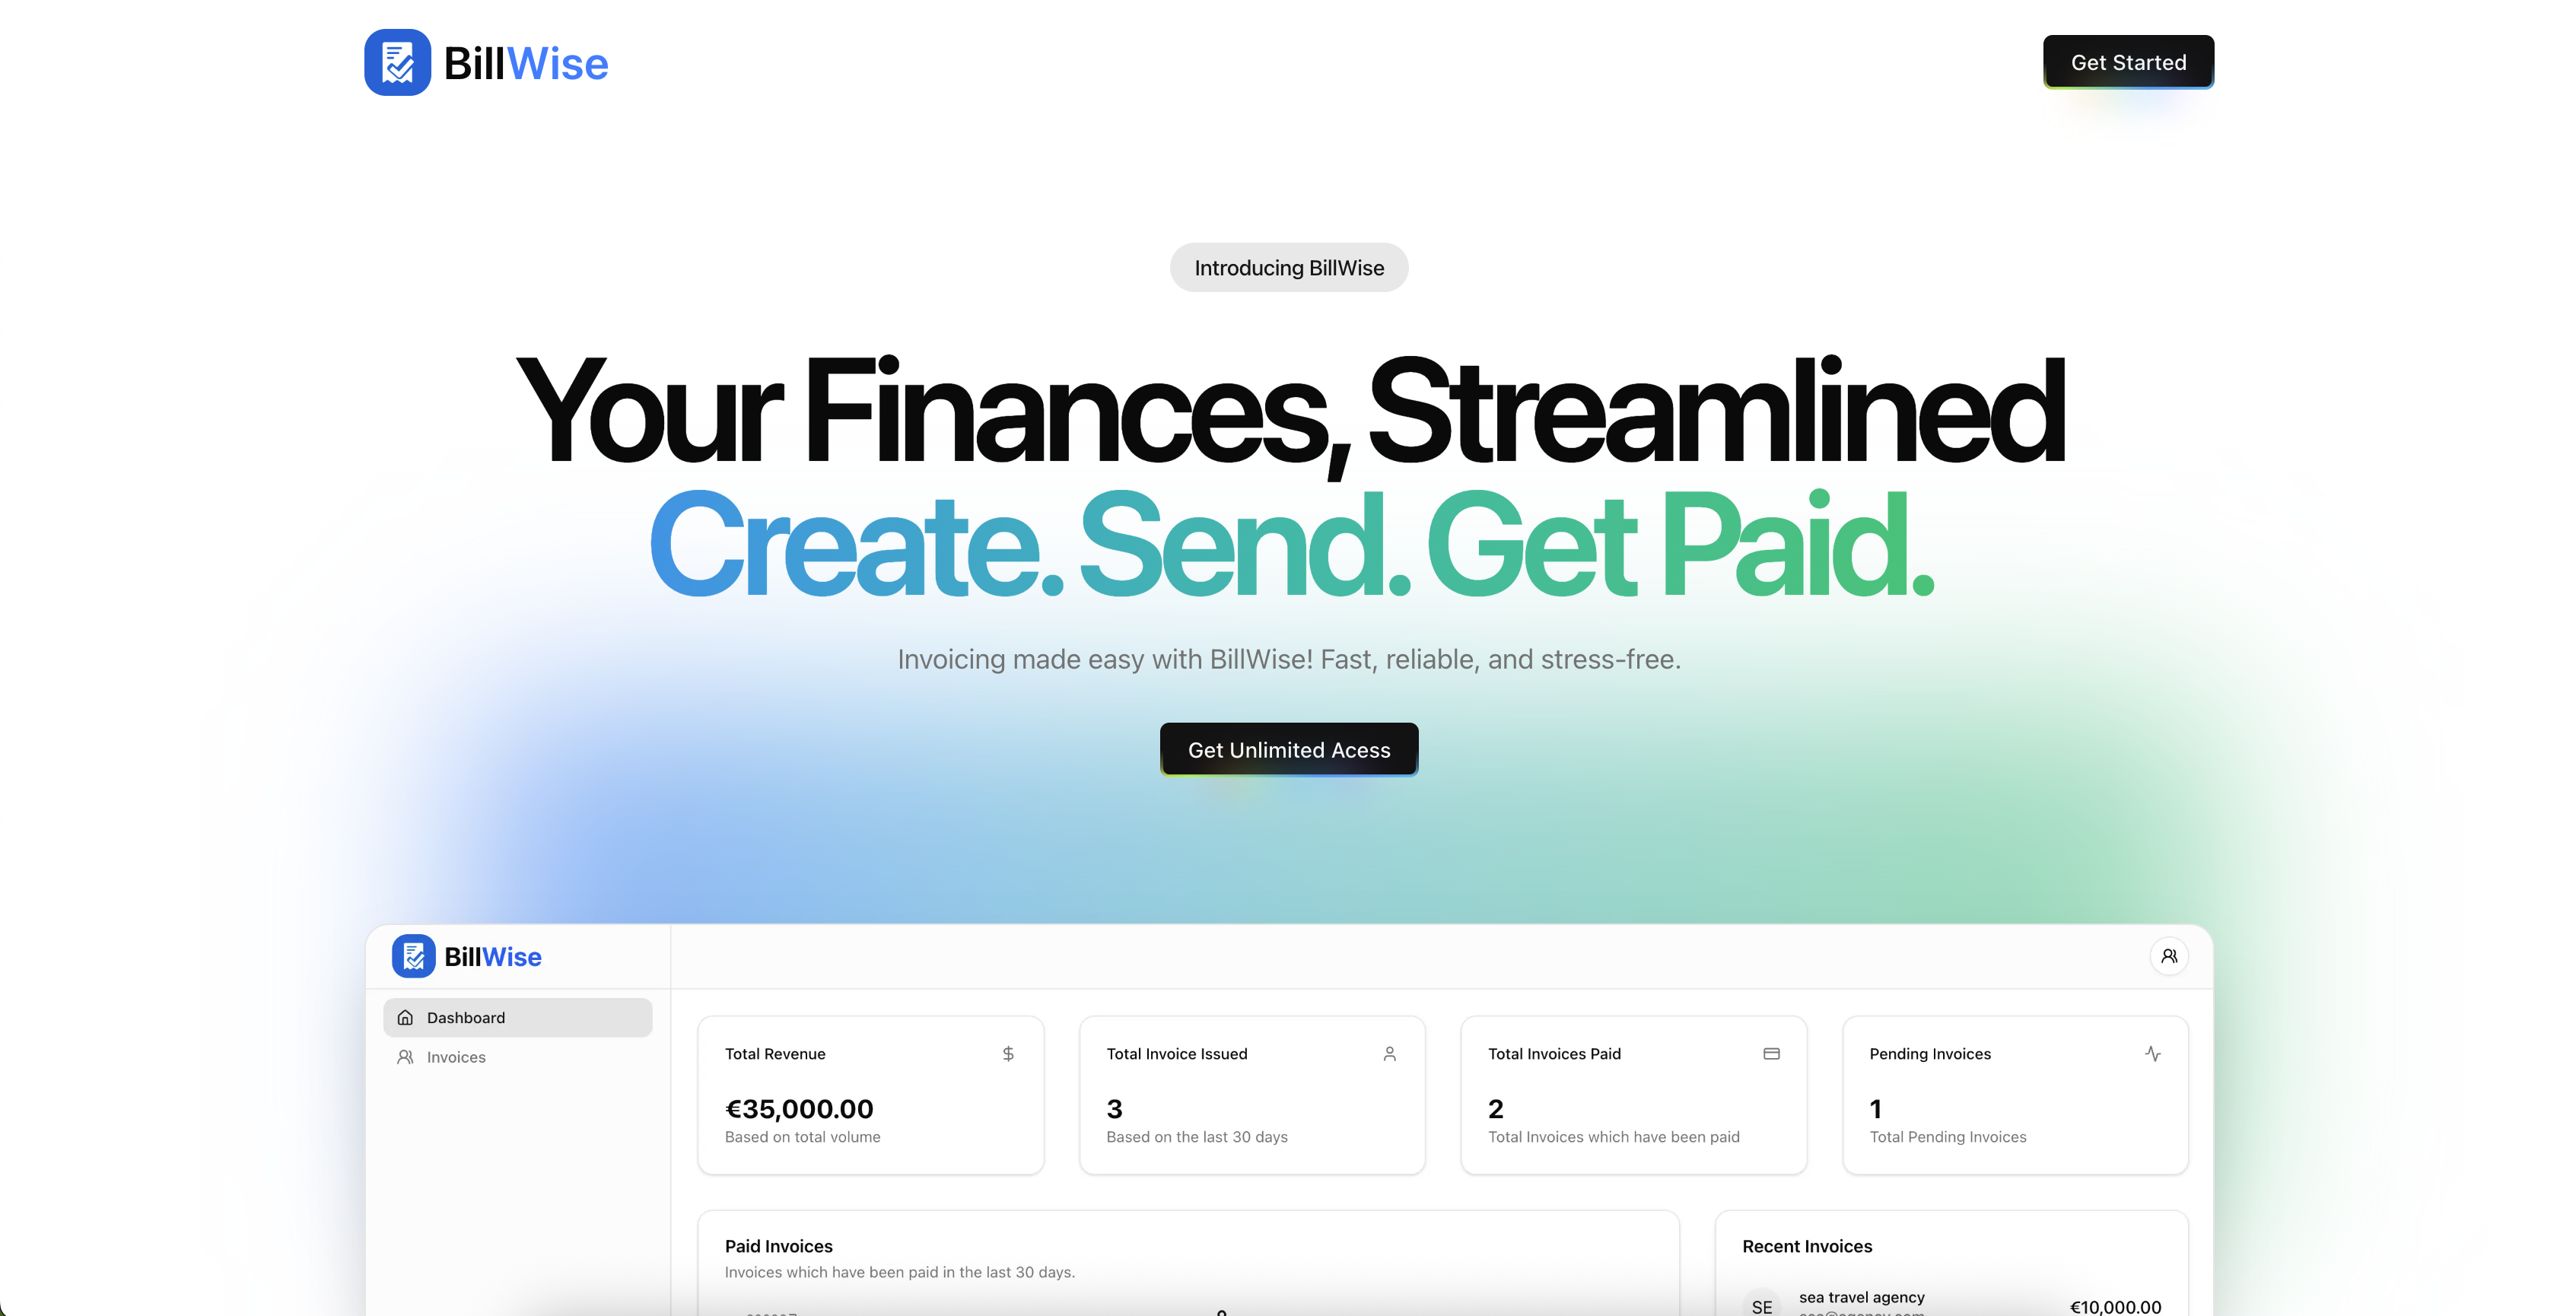 BillWise
Get Started
Introducing BillWise
Your Finances, Streamlined
Create. Send. Get Paid.
Invoicing made easy with BillWise! Fast, reliable, and stress-free.
Get Unlimited Acess
BillWise
Dashboard
Invoices
Total Revenue
€35,000.00
Based on total volume
Total Invoice Issued
3
Based on the last 30 days
Total Invoices Paid
2
Total Invoices which have been paid
Pending Invoices
1
Total Pending Invoices
Paid Invoices
Invoices which have been paid in the last 30 days.
Recent Invoices
SE
sea travel agency
€10,000.00